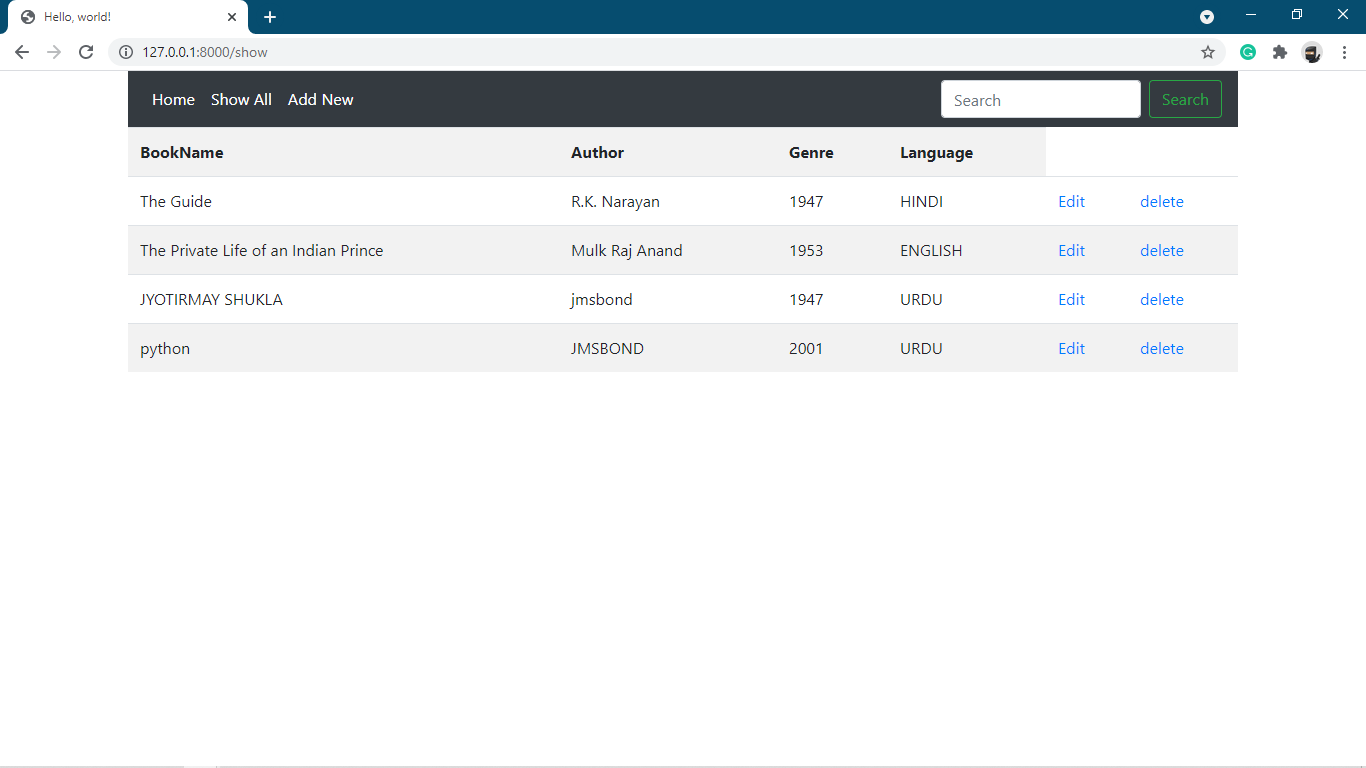 Hello, world!
127.0.0.1:8000/show
Home Show All Add New Search Search
BookName Author Genre Language
The Guide R.K. Narayan 1947 HINDI Edit delete
The Private Life of an Indian Prince Mulk Raj Anand 1953 ENGLISH Edit delete
JYOTIRMAY SHUKLA jmsbond 1947 URDU Edit delete
python JMSBOND 2001 URDU Edit delete